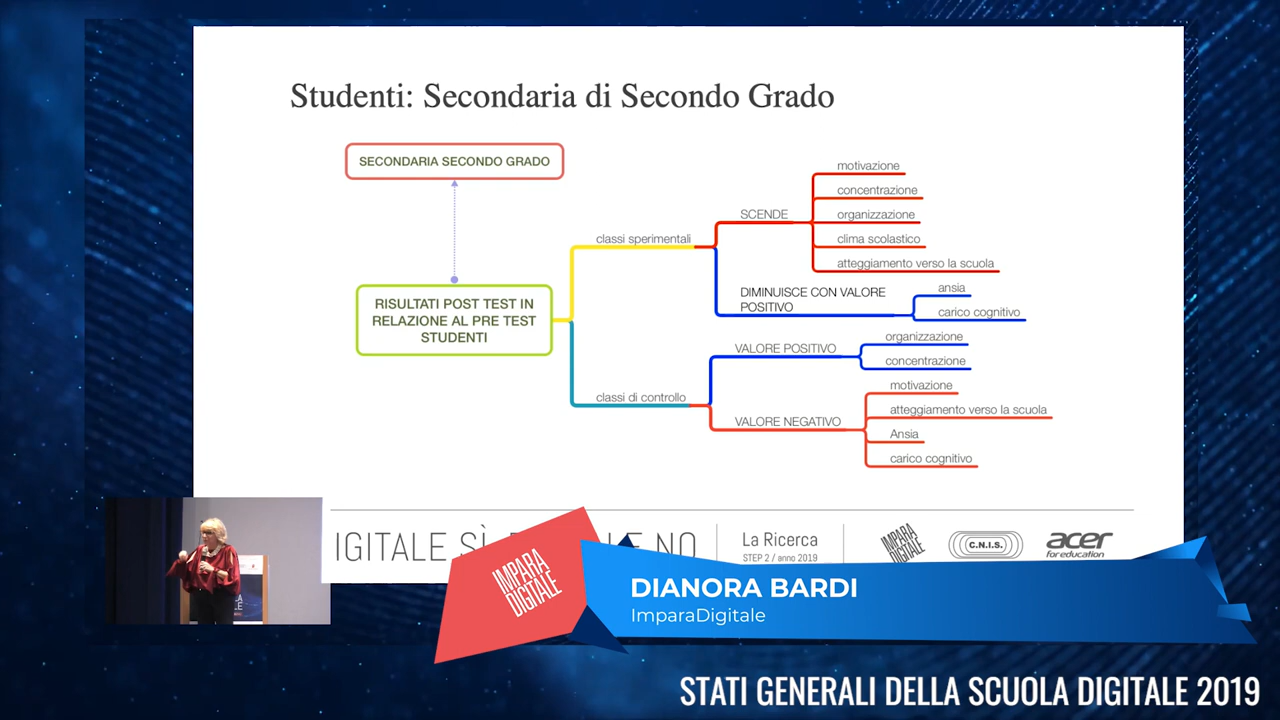 Studenti: Secondaria di Secondo Grado
SECONDARIA SECONDO GRADO
RISULTATI POST TEST IN
RELAZIONE AL PRE TEST
STUDENTI
classi sperimentali
SCENDE
motivazione
concentrazione
organizzazione
clima scolastico
atteggiamento verso la scuola
DIMINUISCE CON VALORE
POSITIVO
ansia
carico cognitivo
classi di controllo
VALORE POSITIVO
organizzazione
concentrazione
VALORE NEGATIVO
motivazione
atteggiamento verso la scuola
Ansia
carico cognitivo
IGITALE SÌ, NO
La Ricerca
STEP 2 / anno 2019
IMPARA
DIGITALE
C.N.I.S.
acer
for education
IMPARA
DIGITALE
DIANORA BARDI
ImparaDigitale
STATI GENERALI DELLA SCUOLA DIGITALE 2019